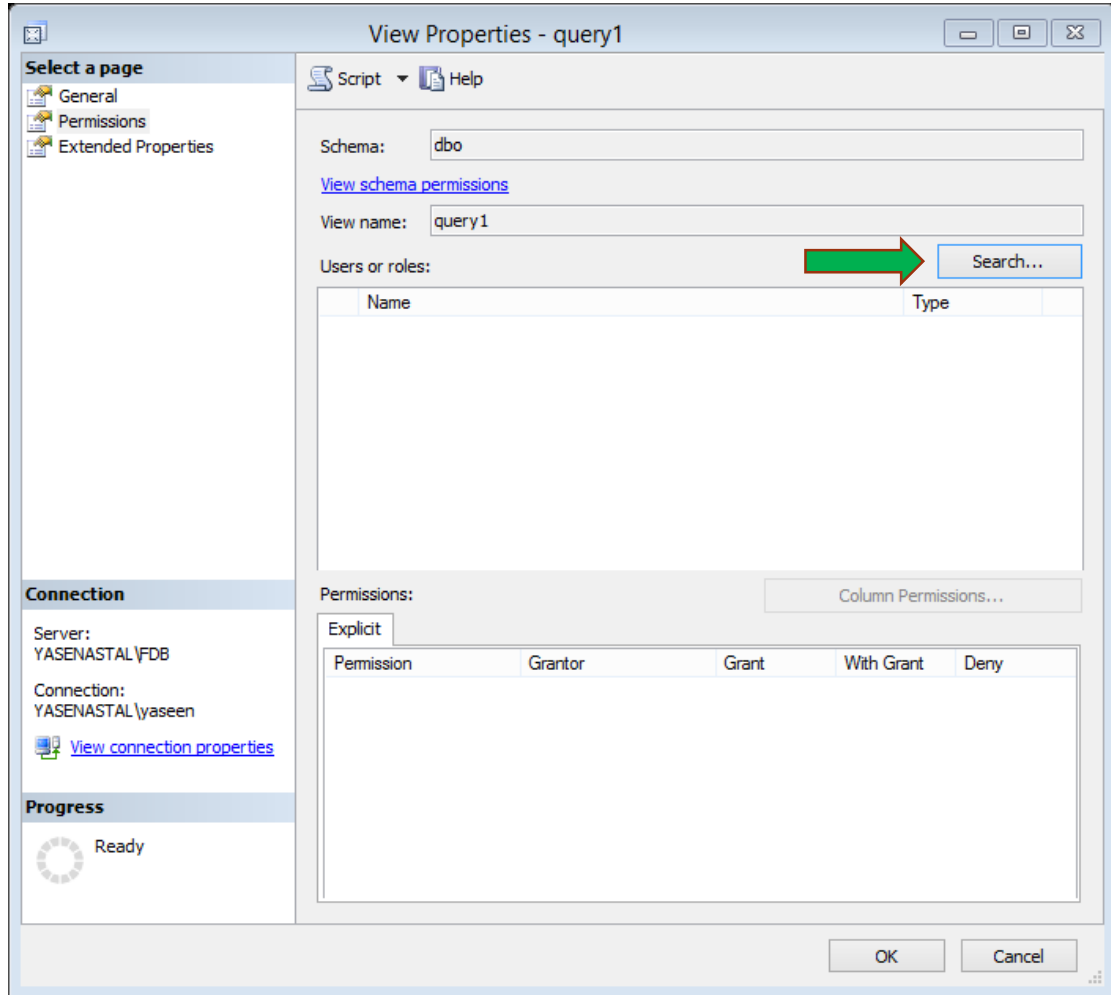 View Properties - query1
Select a page
General
Permissions
Extended Properties
Script
Help
Schema: dbo
View schema permissions
View name: query1
Users or roles:
Search...
Name Type
Connection
Server:
YASENASTAL\FDB
Connection:
YASENASTAL\yaseen
View connection properties
Progress
Ready
Permissions:
Column Permissions...
Explicit
Permission Grantor Grant With Grant Deny
OK Cancel